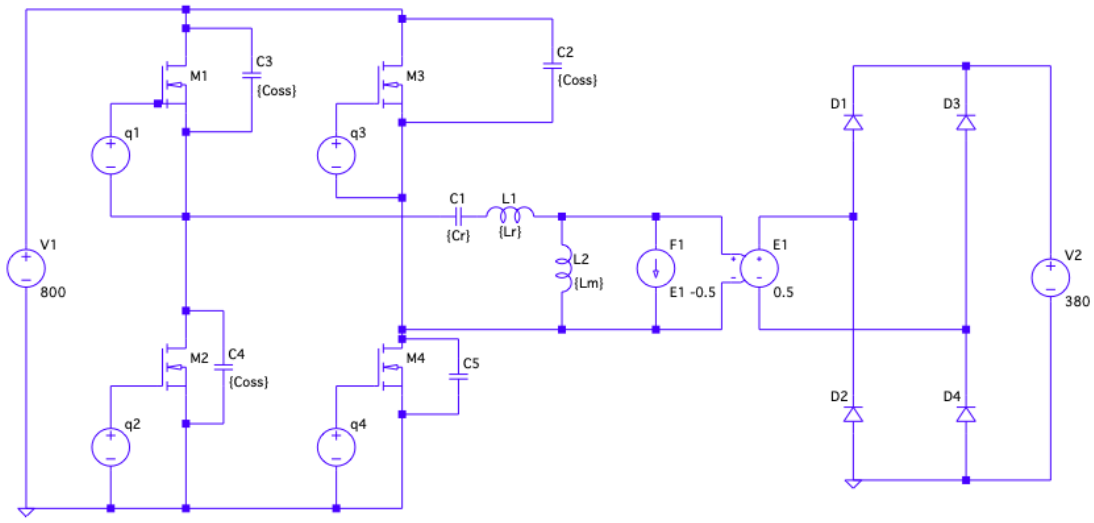 C3
M1
{Coss}
q1
M3
q3
C2
{Coss}
D1
D3
C1
{Cr}
L1
{Lr}
V1
800
L2
{Lm}
F1
E1 -0.5
E1
0.5
V2
380
M2
C4
{Coss}
q2
M4
C5
q4
D2
D4